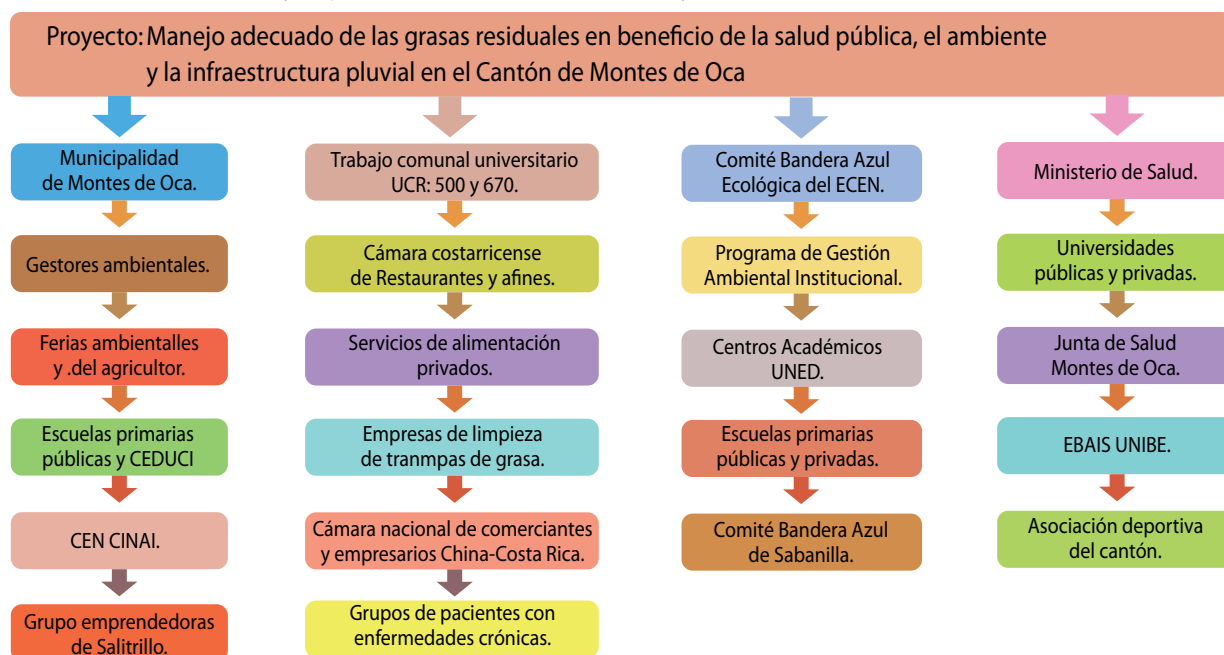 Proyecto: Manejo adecuado de las grasas residuales en beneficio de la salud pública, el ambiente
y la infraestructura pluvial en el Cantón de Montes de Oca
Municipalidad
de Montes de Oca.
Gestores ambientales.
Ferias ambientalles
y .del agricultor.
Escuelas primarias
públicas y CEDUCI
CEN CINAI.
Grupo emprendedoras
de Salitrillo.
Trabajo comunal universitario
UCR: 500 y 670.
Cámara costarricense
de Restaurantes y afines.
Servicios de alimentación
privados.
Empresas de limpieza
de tranmpas de grasa.
Cámara nacional de comerciantes
y empresarios China-Costa Rica.
Grupos de pacientes con
enfermedades crónicas.
Comité Bandera Azul
Ecológica del ECEN.
Programa de Gestión
Ambiental Institucional.
Centros Académicos
UNED.
Escuelas primarias
públicas y privadas.
Comité Bandera Azul
de Sabanilla.
Ministerio de Salud.
Universidades
públicas y privadas.
Junta de Salud
Montes de Oca.
EBAIS UNIBE.
Asociación deportiva
del cantón.